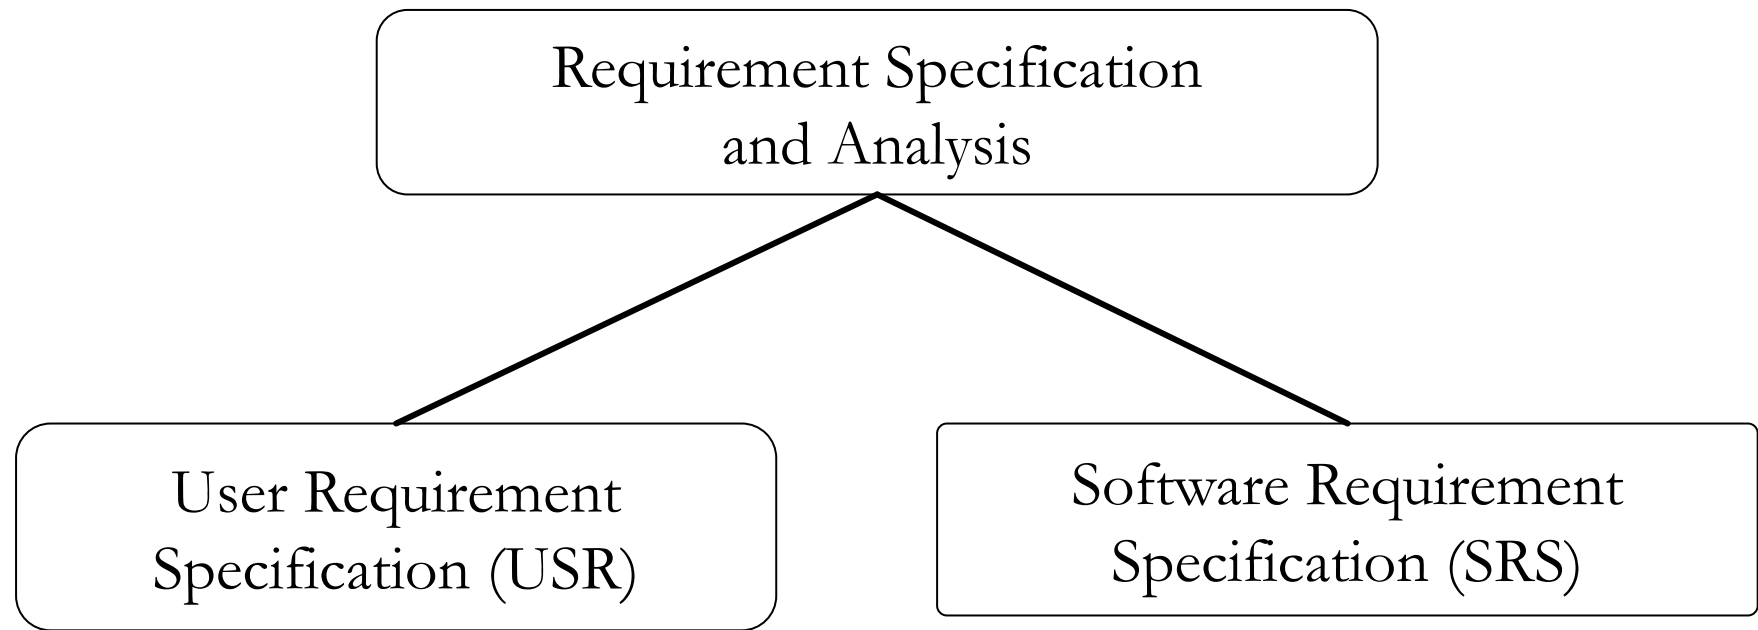 Requirement Specification
and Analysis
User Requirement
Specification (USR)
Software Requirement
Specification (SRS)